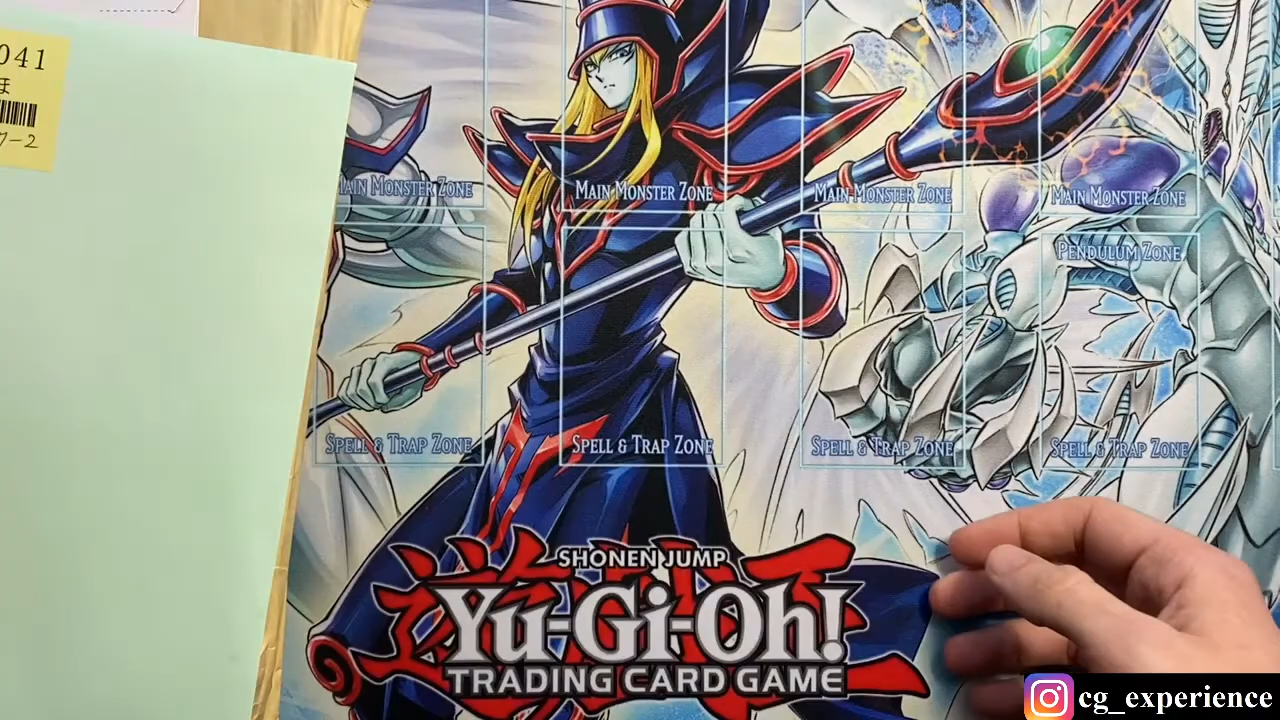 041
ほ
7-2
MAIN MONSTER ZONE
MAIN MONSTER ZONE
MAIN MONSTER ZONE
MAIN MONSTER ZONE
PENDULUM ZONE
SPELL & TRAP ZONE
SPELL & TRAP ZONE
SPELL & TRAP ZONE
SPELL & TRAP ZONE
SHONEN JUMP
Yu-Gi-Oh!
TRADING CARD GAME
cg_experience